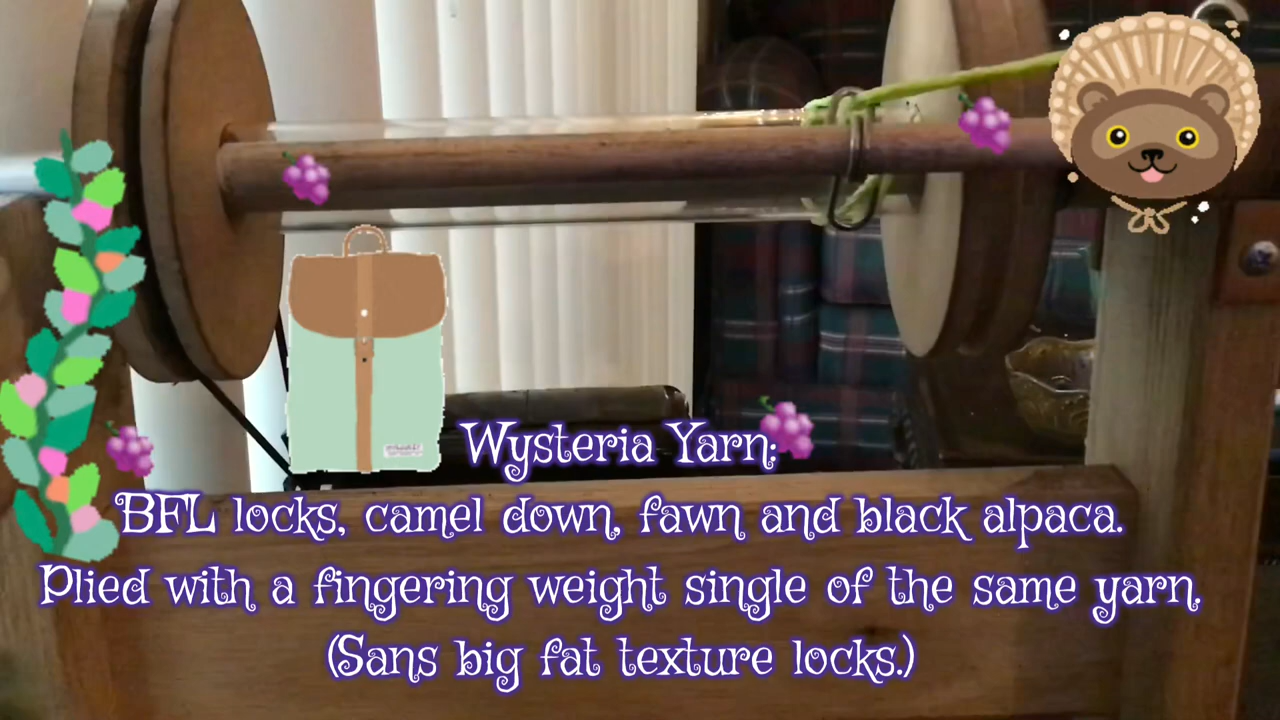 Wysteria Yarn:
BFL locks, camel down, fawn and black alpaca.
Plied with a fingering weight single of the same yarn.
(Sans big fat texture locks.)